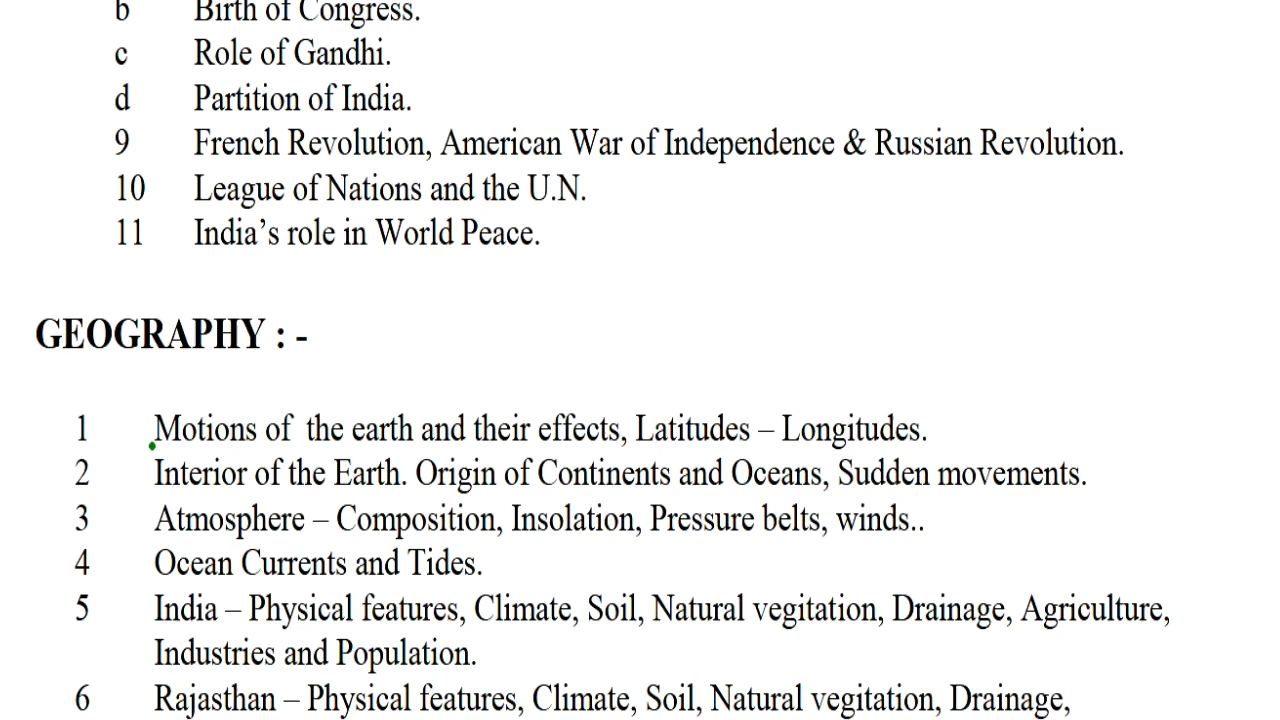 b Birth of Congress.
c Role of Gandhi.
d Partition of India.
9 French Revolution, American War of Independence & Russian Revolution.
10 League of Nations and the U.N.
11 India’s role in World Peace.
GEOGRAPHY : -
1 Motions of the earth and their effects, Latitudes – Longitudes.
2 Interior of the Earth. Origin of Continents and Oceans, Sudden movements.
3 Atmosphere – Composition, Insolation, Pressure belts, winds..
4 Ocean Currents and Tides.
5 India – Physical features, Climate, Soil, Natural vegitation, Drainage, Agriculture,
Industries and Population.
6 Rajasthan – Physical features, Climate, Soil, Natural vegitation, Drainage,